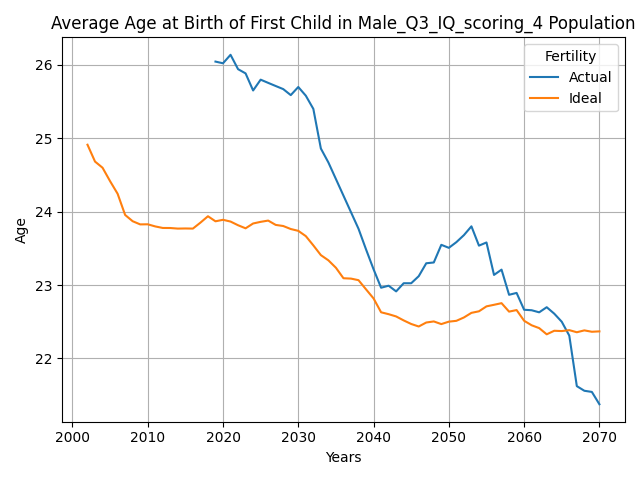 Average Age at Birth of First Child in Male_Q3_IQ_scoring_4 Population
Fertility
Actual
Ideal
26
25
24
23
22
Age
2000
2010
2020
2030
2040
2050
2060
2070
Years